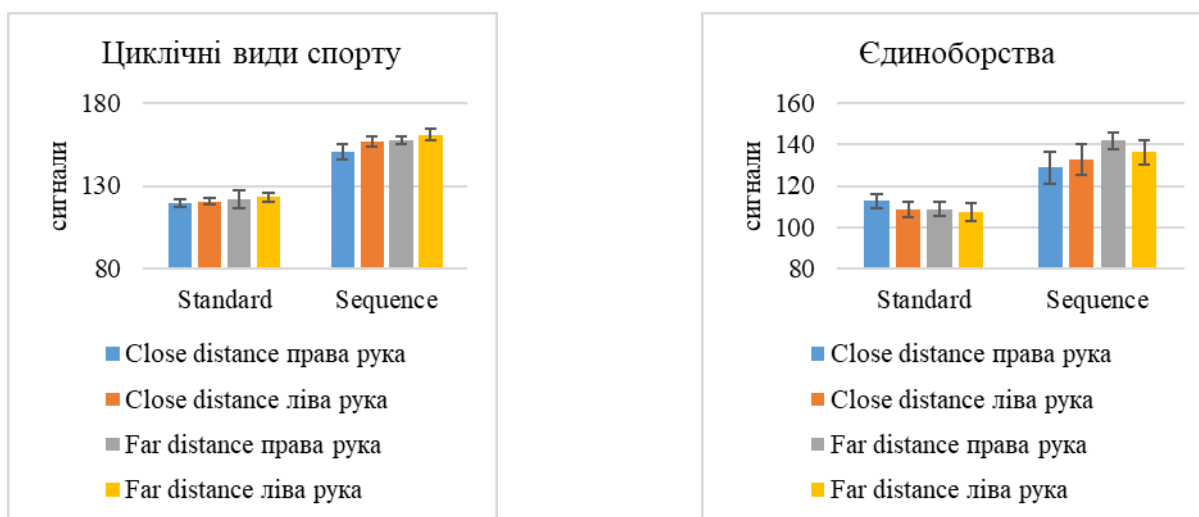 Циклічні види спорту
180
130
80
сигнали
Standard Sequence
Close distance права рука
Close distance ліва рука
Far distance права рука
Far distance ліва рука
Єдиноборства
160
140
120
100
80
сигнали
Standard Sequence
Close distance права рука
Close distance ліва рука
Far distance права рука
Far distance ліва рука